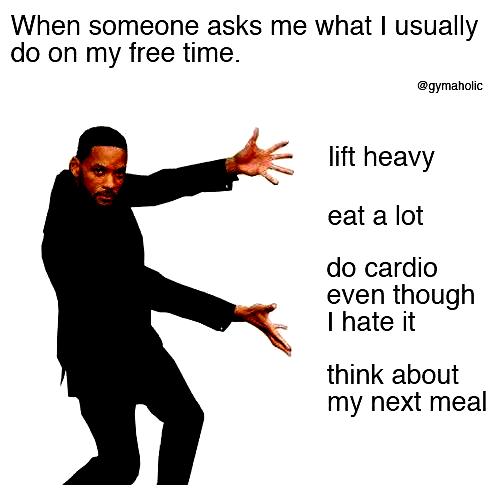 When someone asks me what I usually
do on my free time.
@gymaholic
lift heavy
eat a lot
do cardio
even though
I hate it
think about
my next meal